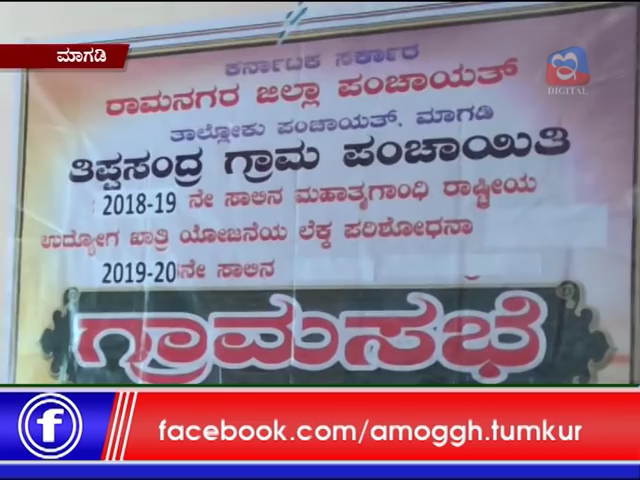 ಮಾಗಡಿ
DIGITAL
ಕರ್ನಾಟಕ ಸರ್ಕಾರ
ರಾಮನಗರ ಜಿಲ್ಲಾ ಪಂಚಾಯತ್
ತಾಲ್ಲೋಕು ಪಂಚಾಯತ್. ಮಾಗಡಿ
ತಿಪ್ಪಸಂದ್ರ ಗ್ರಾಮ ಪಂಚಾಯಿತಿ
2018-19 ನೇ ಸಾಲಿನ ಮಹಾತ್ಮಗಾಂಧಿ ರಾಷ್ಟ್ರೀಯ
ಉದ್ಯೋಗ ಖಾತ್ರಿ ಯೋಜನೆಯ ಲೆಕ್ಕ ಪರಿಶೋಧನಾ
2019-20ನೇ ಸಾಲಿನ
ಗ್ರಾಮಸಭೆ
f facebook.com/amoggh.tumkur